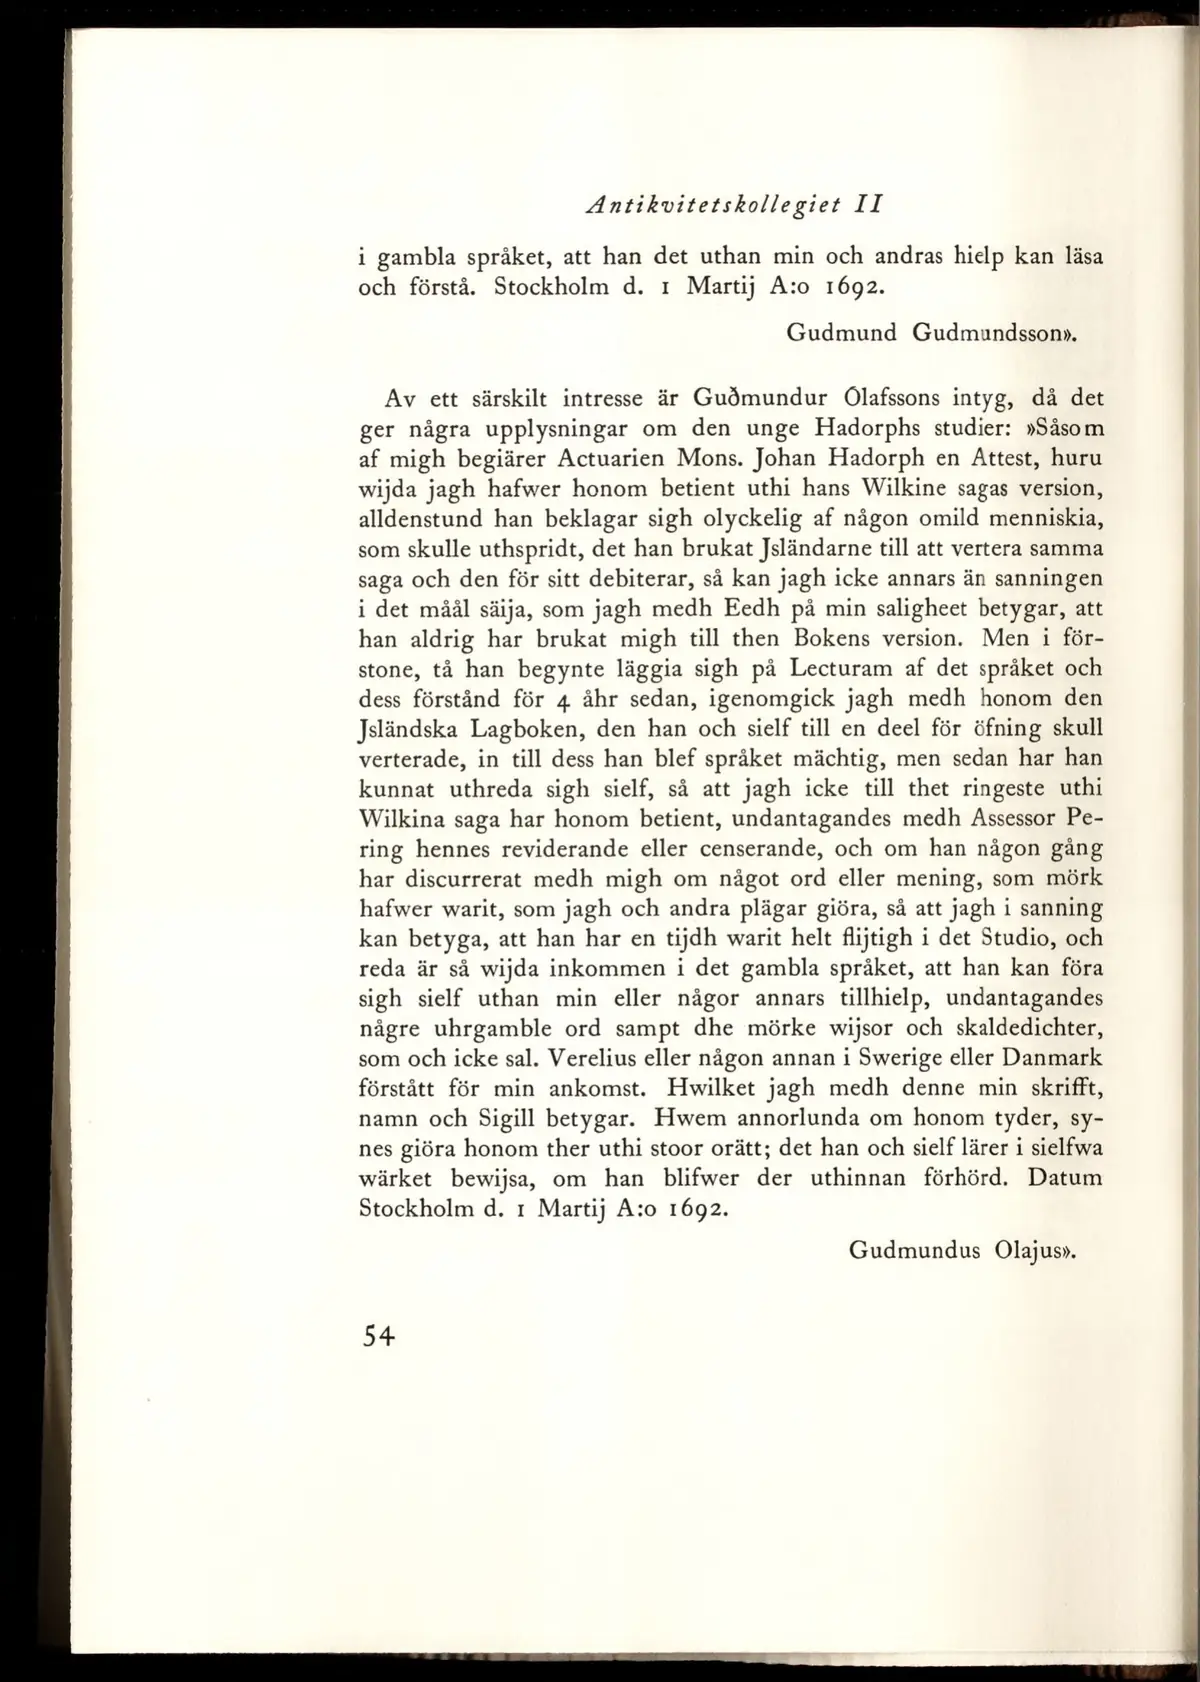 Antikvitetskollegiet II
i gambla språket, att han det uthan min och andras hielp kan läsa
och förstå. Stockholm d. 1 Martij A:o 1692.
Gudmund Gudmundsson».
Av ett särskilt intresse är Guðmundur Ólafssons intyg, då det
ger några upplysningar om den unge Hadorphs studier: »Såsom
af migh begiärer Actuarien Mons. Johan Hadorph en Attest, huru
wijda jagh hafwer honom betient uthi hans Wilkine sagas version,
alldenstund han beklagar sigh olyckelig af någon omild menniskia,
som skulle uthspridt, det han brukat Jsländarne till att vertera samma
saga och den för sitt debiterar, så kan jagh icke annars än sanningen
i det måål säija, som jagh medh Eedh på min saligheet betygar, att
han aldrig har brukat migh till then Bokens version. Men i för-
stone, tå han begynte läggia sigh på Lecturam af det språket och
dess förstånd för 4 åhr sedan, igenomgick jagh medh honom den
Jsländska Lagboken, den han och sielf till en deel för öfning skull
verterade, in till dess han blef språket mächtig, men sedan har han
kunnat uthreda sigh sielf, så att jagh icke till thet ringeste uthi
Wilkina saga har honom betient, undantagandes medh Assessor Pe-
ring hennes reviderande eller censerande, och om han någon gång
har discurrerat medh migh om något ord eller mening, som mörk
hafwer warit, som jagh och andra plägar giöra, så att jagh i sanning
kan betyga, att han har en tijdh warit helt flijtigh i det Studio, och
reda är så wijda inkommen i det gambla språket, att han kan föra
sigh sielf uthan min eller någor annars tillhielp, undantagandes
någre uhrgamble ord sampt dhe mörke wijsor och skaldedichter,
som och icke sal. Verelius eller någon annan i Swerige eller Danmark
förstått för min ankomst. Hwilket jagh medh denne min skrifft,
namn och Sigill betygar. Hwem annorlunda om honom tyder, sy-
nes giöra honom ther uthi stoor orätt; det han och sielf lärer i sielfwa
wärket bewijsa, om han blifwer der uthinnan förhörd. Datum
Stockholm d. 1 Martij A:o 1692.
Gudmundus Olajus».
54